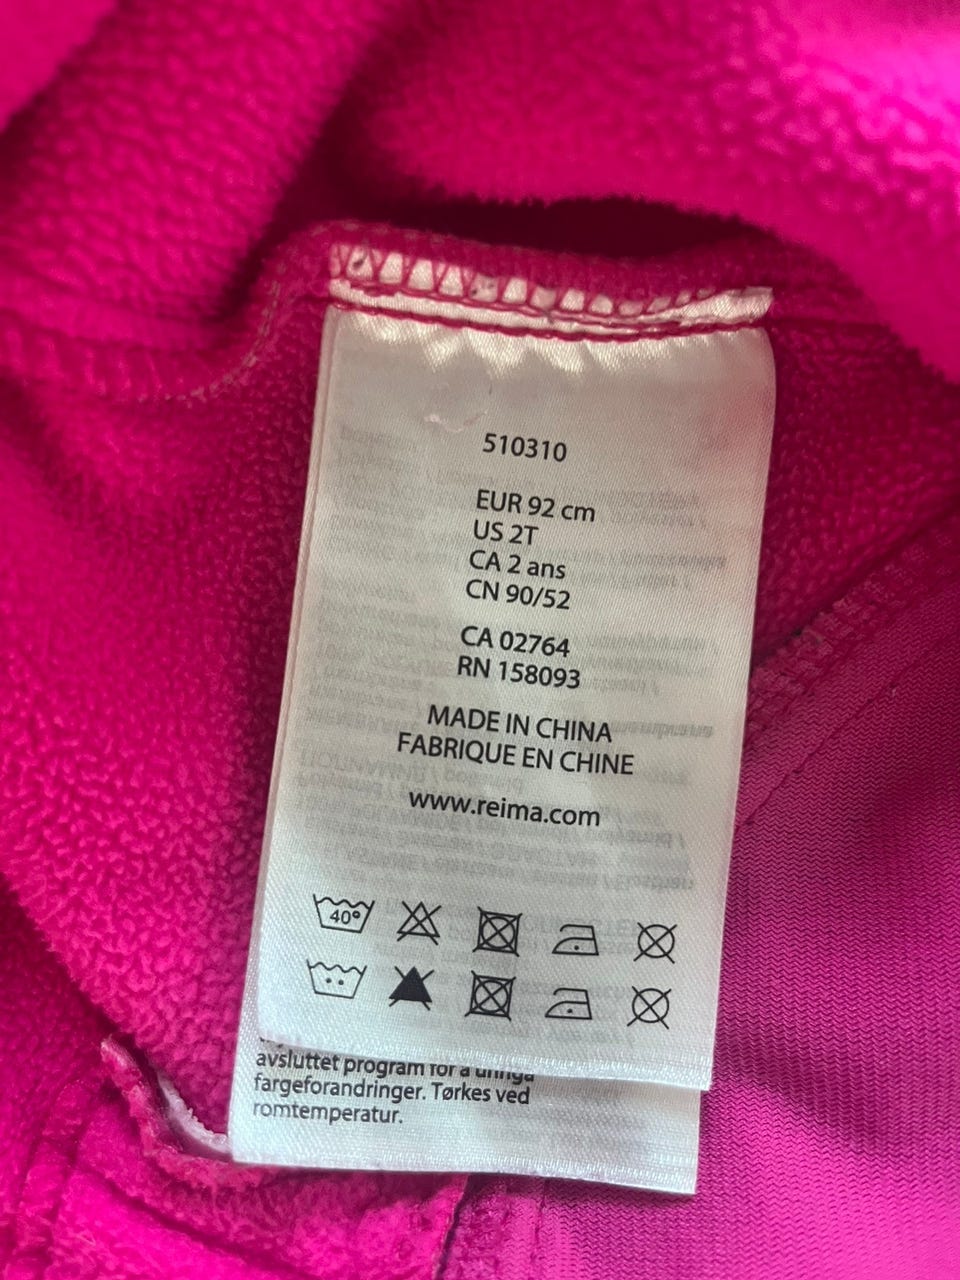 510310
EUR 92 cm
US 2T
CA 2 ans
CN 90/52
CA 02764
RN 158093
MADE IN CHINA
FABRIQUE EN CHINE
www.reima.com
40°
avsluttet program for å unngå
fargeforandringer. Tørkes ved
romtemperatur.